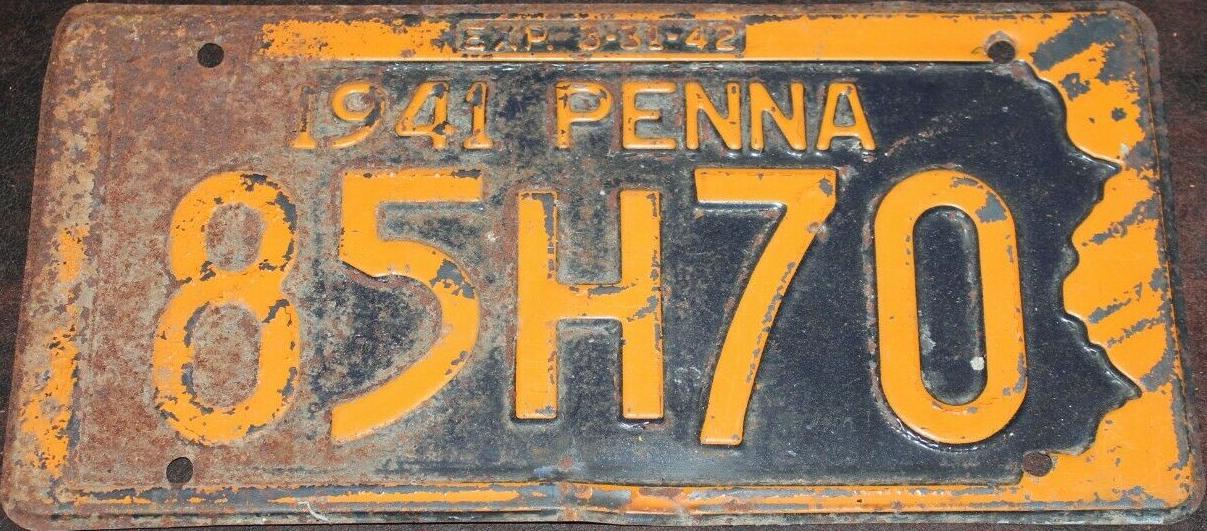 EXP. 3-31-42
1941 PENNA
85H70